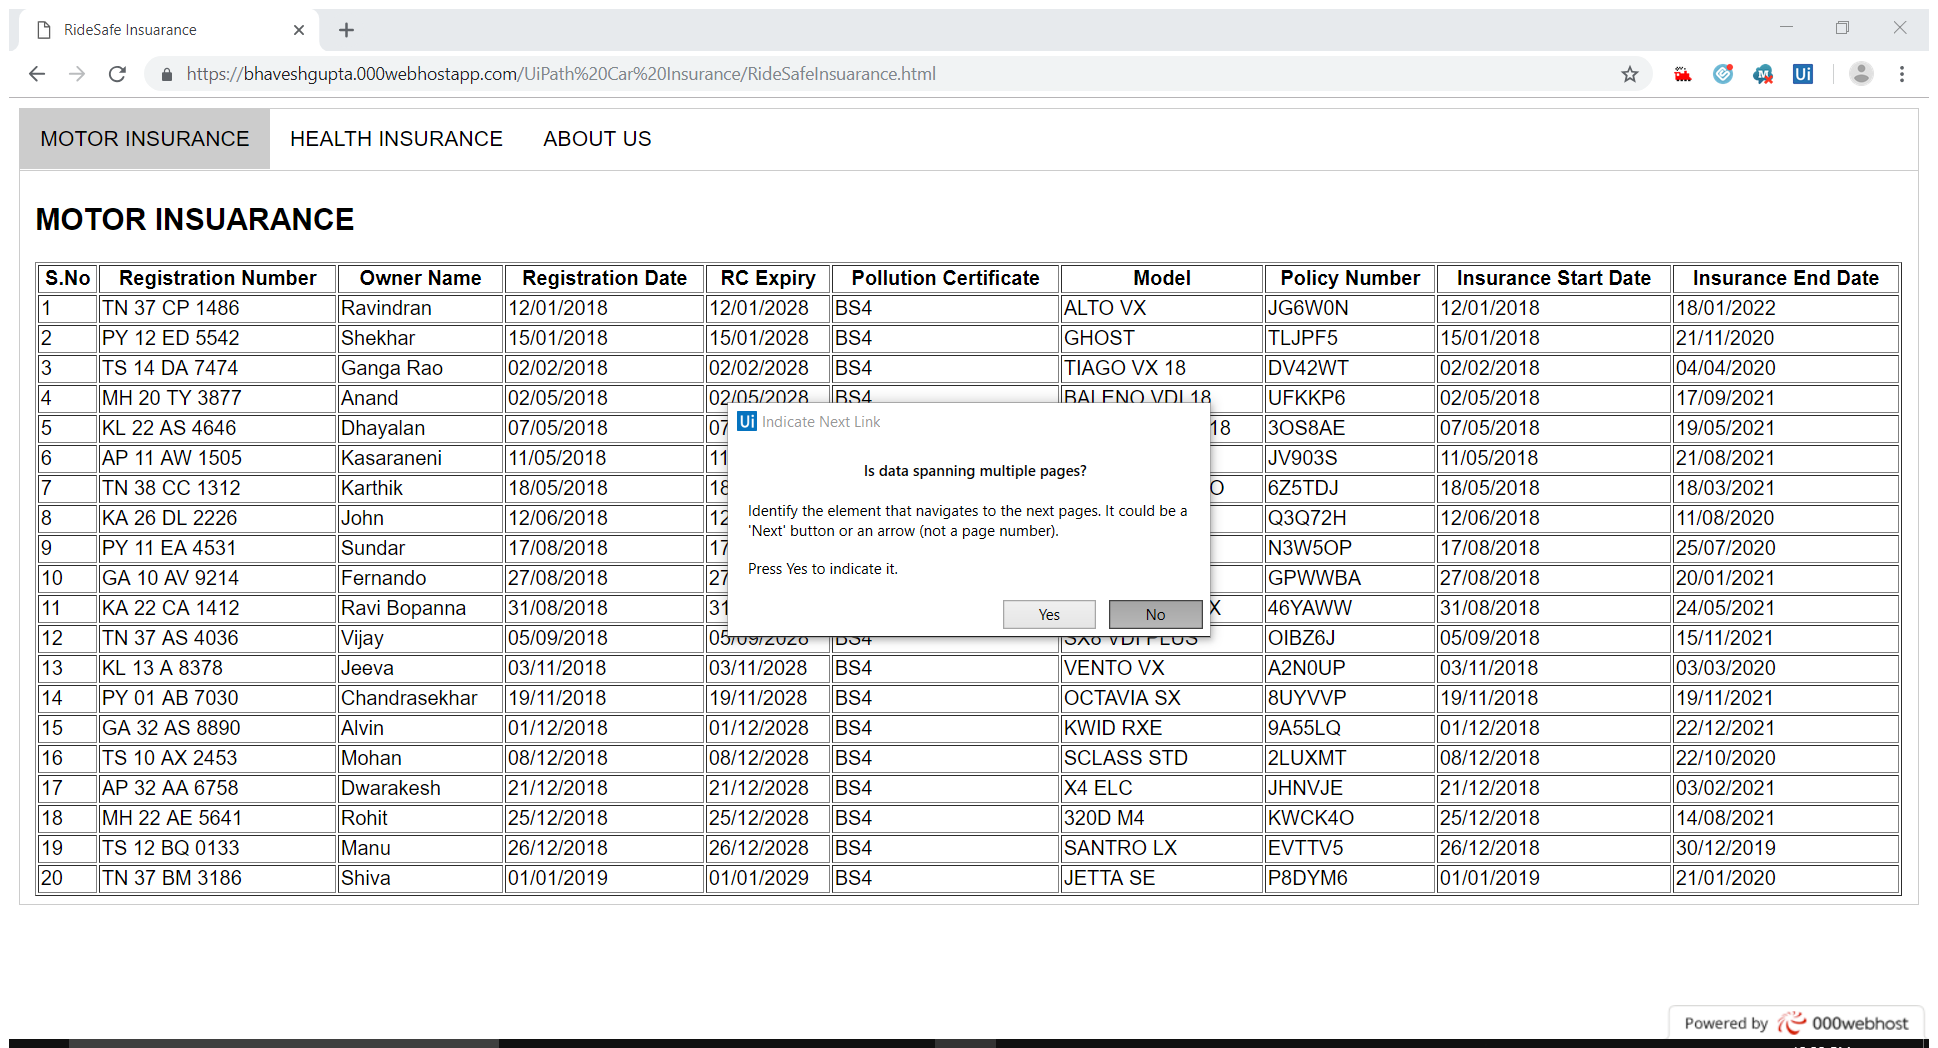 RideSafe Insuarance
https://bhaveshgupta.000webhostapp.com/UiPath%20Car%20Insurance/RideSafeInsuarance.html
MOTOR INSURANCE HEALTH INSURANCE ABOUT US
MOTOR INSUARANCE
S.No Registration Number Owner Name Registration Date RC Expiry Pollution Certificate Model Policy Number Insurance Start Date Insurance End Date
1 TN 37 CP 1486 Ravindran 12/01/2018 12/01/2028 BS4 ALTO VX JG6W0N 12/01/2018 18/01/2022
2 PY 12 ED 5542 Shekhar 15/01/2018 15/01/2028 BS4 GHOST TLJPF5 15/01/2018 21/11/2020
3 TS 14 DA 7474 Ganga Rao 02/02/2018 02/02/2028 BS4 TIAGO VX 18 DV42WT 02/02/2018 04/04/2020
4 MH 20 TY 3877 Anand 02/05/2018 02/05/2028 BS4 BALENO VDI 18 UFKKP6 02/05/2018 17/09/2021
5 KL 22 AS 4646 Dhayalan 07/05/2018 07 18 3OS8AE 07/05/2018 19/05/2021
6 AP 11 AW 1505 Kasaraneni 11/05/2018 11 JV903S 11/05/2018 21/08/2021
7 TN 38 CC 1312 Karthik 18/05/2018 18 O 6Z5TDJ 18/05/2018 18/03/2021
8 KA 26 DL 2226 John 12/06/2018 12 Q3Q72H 12/06/2018 11/08/2020
9 PY 11 EA 4531 Sundar 17/08/2018 17 N3W5OP 17/08/2018 25/07/2020
10 GA 10 AV 9214 Fernando 27/08/2018 27 GPWWBA 27/08/2018 20/01/2021
11 KA 22 CA 1412 Ravi Bopanna 31/08/2018 31 X 46YAWW 31/08/2018 24/05/2021
12 TN 37 AS 4036 Vijay 05/09/2018 05/09/2028 BS4 SX6 VDI PLUS OIBZ6J 05/09/2018 15/11/2021
13 KL 13 A 8378 Jeeva 03/11/2018 03/11/2028 BS4 VENTO VX A2N0UP 03/11/2018 03/03/2020
14 PY 01 AB 7030 Chandrasekhar 19/11/2018 19/11/2028 BS4 OCTAVIA SX 8UYVVP 19/11/2018 19/11/2021
15 GA 32 AS 8890 Alvin 01/12/2018 01/12/2028 BS4 KWID RXE 9A55LQ 01/12/2018 22/12/2021
16 TS 10 AX 2453 Mohan 08/12/2018 08/12/2028 BS4 SCLASS STD 2LUXMT 08/12/2018 22/10/2020
17 AP 32 AA 6758 Dwarakesh 21/12/2018 21/12/2028 BS4 X4 ELC JHNVJE 21/12/2018 03/02/2021
18 MH 22 AE 5641 Rohit 25/12/2018 25/12/2028 BS4 320D M4 KWCK4O 25/12/2018 14/08/2021
19 TS 12 BQ 0133 Manu 26/12/2018 26/12/2028 BS4 SANTRO LX EVTTV5 26/12/2018 30/12/2019
20 TN 37 BM 3186 Shiva 01/01/2019 01/01/2029 BS4 JETTA SE P8DYM6 01/01/2019 21/01/2020
Ui Indicate Next Link
Is data spanning multiple pages?
Identify the element that navigates to the next pages. It could be a
'Next' button or an arrow (not a page number).
Press Yes to indicate it.
Yes No
Powered by 000webhost